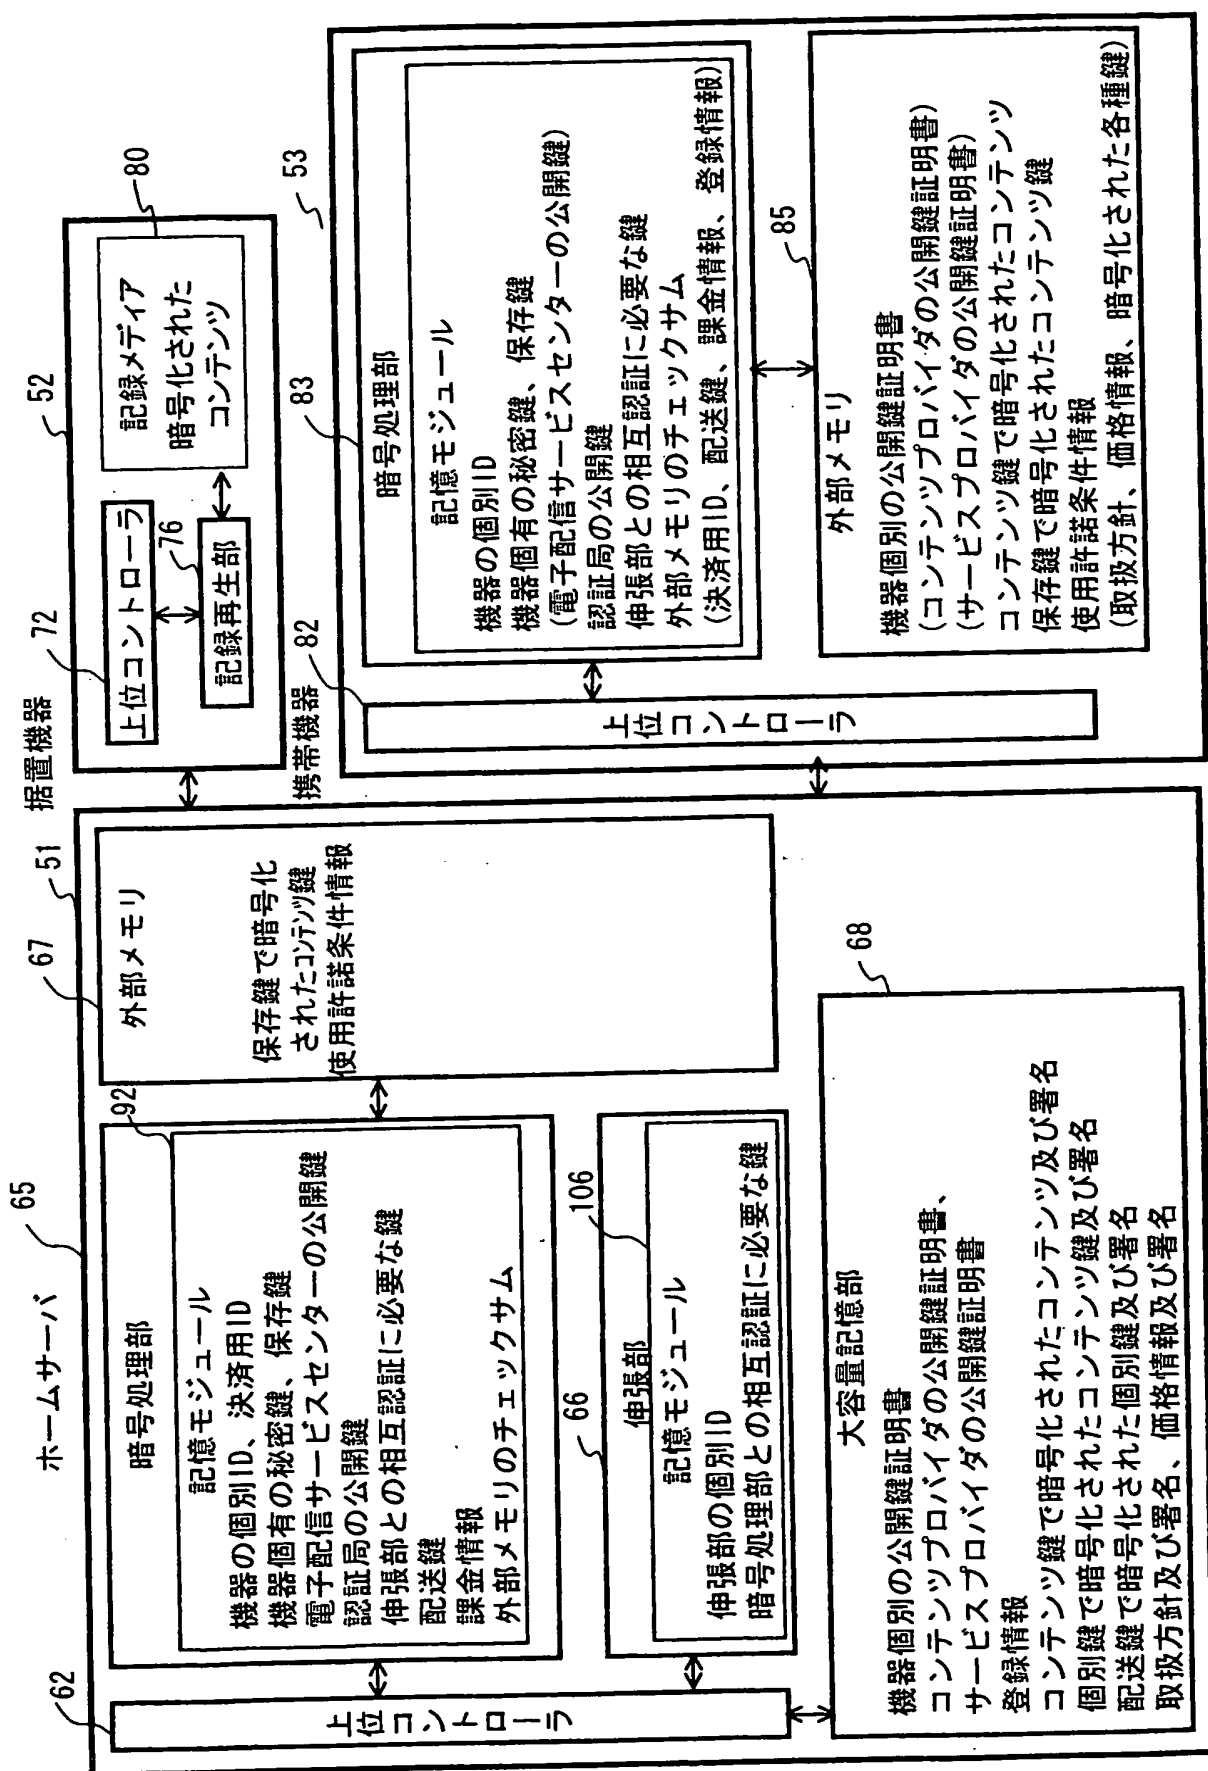 ホームサーバ
65
51
62
上位コントローラ
暗号処理部
92
記憶モジュール
機器の個別ID、決済用ID
機器個有の秘密鍵、保存鍵
電子配信サービスセンターの公開鍵
認証局の公開鍵
伸張部との相互認証に必要な鍵
配送鍵
課金情報
外部メモリのチェックサム
66
伸張部
106
記憶モジュール
伸張部の個別ID
暗号処理部との相互認証に必要な鍵
67
外部メモリ
保存鍵で暗号化
されたコンテンツ鍵
使用許諾条件情報
68
大容量記憶部
機器個別の公開鍵証明書
コンテンツプロバイダの公開鍵証明書、
サービスプロバイダの公開鍵証明書
登録情報
コンテンツ鍵で暗号化されたコンテンツ及び署名
個別鍵で暗号化されたコンテンツ鍵及び署名
配送鍵で暗号化された個別鍵及び署名
取扱方針及び署名、価格情報及び署名
据置機器
52
72
上位コントローラ
76
記録再生部
80
記録メディア
暗号化された
コンテンツ
携帯機器
53
82
上位コントローラ
83
暗号処理部
記憶モジュール
機器の個別ID
機器個有の秘密鍵、保存鍵
(電子配信サービスセンターの公開鍵)
認証局の公開鍵
伸張部との相互認証に必要な鍵
外部メモリのチェックサム
(決済用ID、配送鍵、課金情報、登録情報)
85
外部メモリ
機器個別の公開鍵証明書
(コンテンツプロバイダの公開鍵証明書)
(サービスプロバイダの公開鍵証明書)
コンテンツ鍵で暗号化されたコンテンツ
保存鍵で暗号化されたコンテンツ鍵
使用許諾条件情報
(取扱方針、価格情報、暗号化された各種鍵)